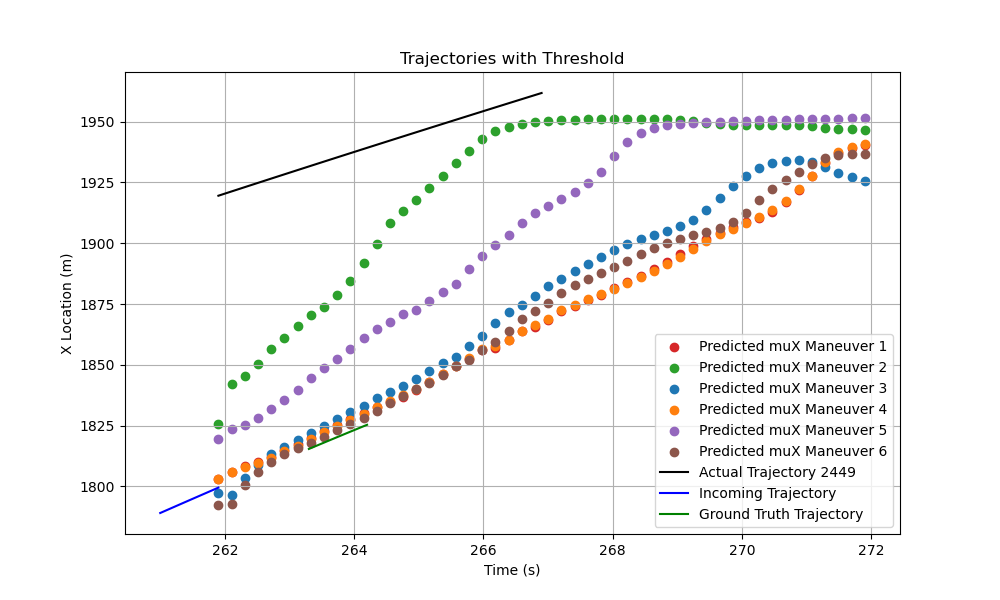 Trajectories with Threshold
X Location (m)
1950
1925
1900
1875
1850
1825
1800
262
264
266
268
270
272
Time (s)
Predicted muX Maneuver 1
Predicted muX Maneuver 2
Predicted muX Maneuver 3
Predicted muX Maneuver 4
Predicted muX Maneuver 5
Predicted muX Maneuver 6
Actual Trajectory 2449
Incoming Trajectory
Ground Truth Trajectory